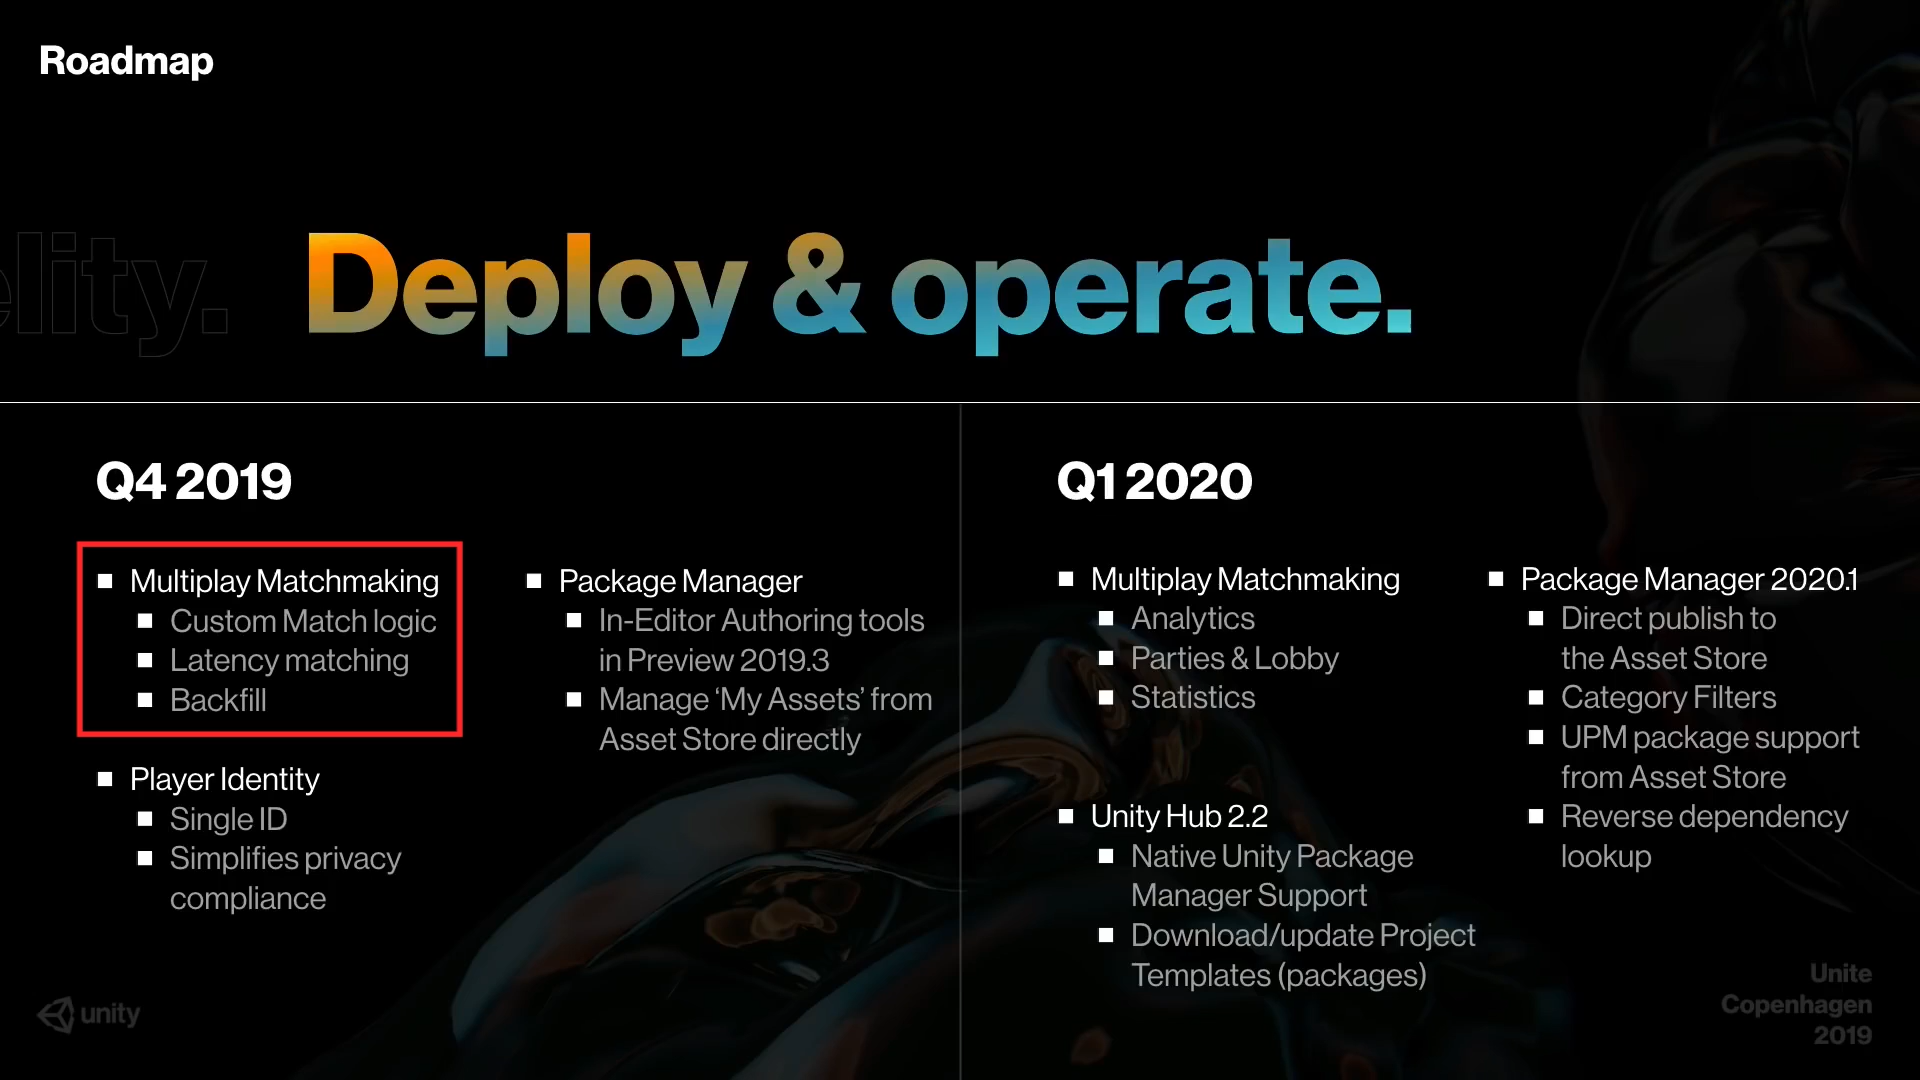 Roadmap
elity.
Deploy & operate.
Q4 2019
Multiplay Matchmaking
Custom Match logic
Latency matching
Backfill
Player Identity
Single ID
Simplifies privacy
compliance
Package Manager
In-Editor Authoring tools
in Preview 2019.3
Manage ‘My Assets’ from
Asset Store directly
Q1 2020
Multiplay Matchmaking
Analytics
Parties & Lobby
Statistics
Unity Hub 2.2
Native Unity Package
Manager Support
Download/update Project
Templates (packages)
Package Manager 2020.1
Direct publish to
the Asset Store
Category Filters
UPM package support
from Asset Store
Reverse dependency
lookup
unity
Unite
Copenhagen
2019